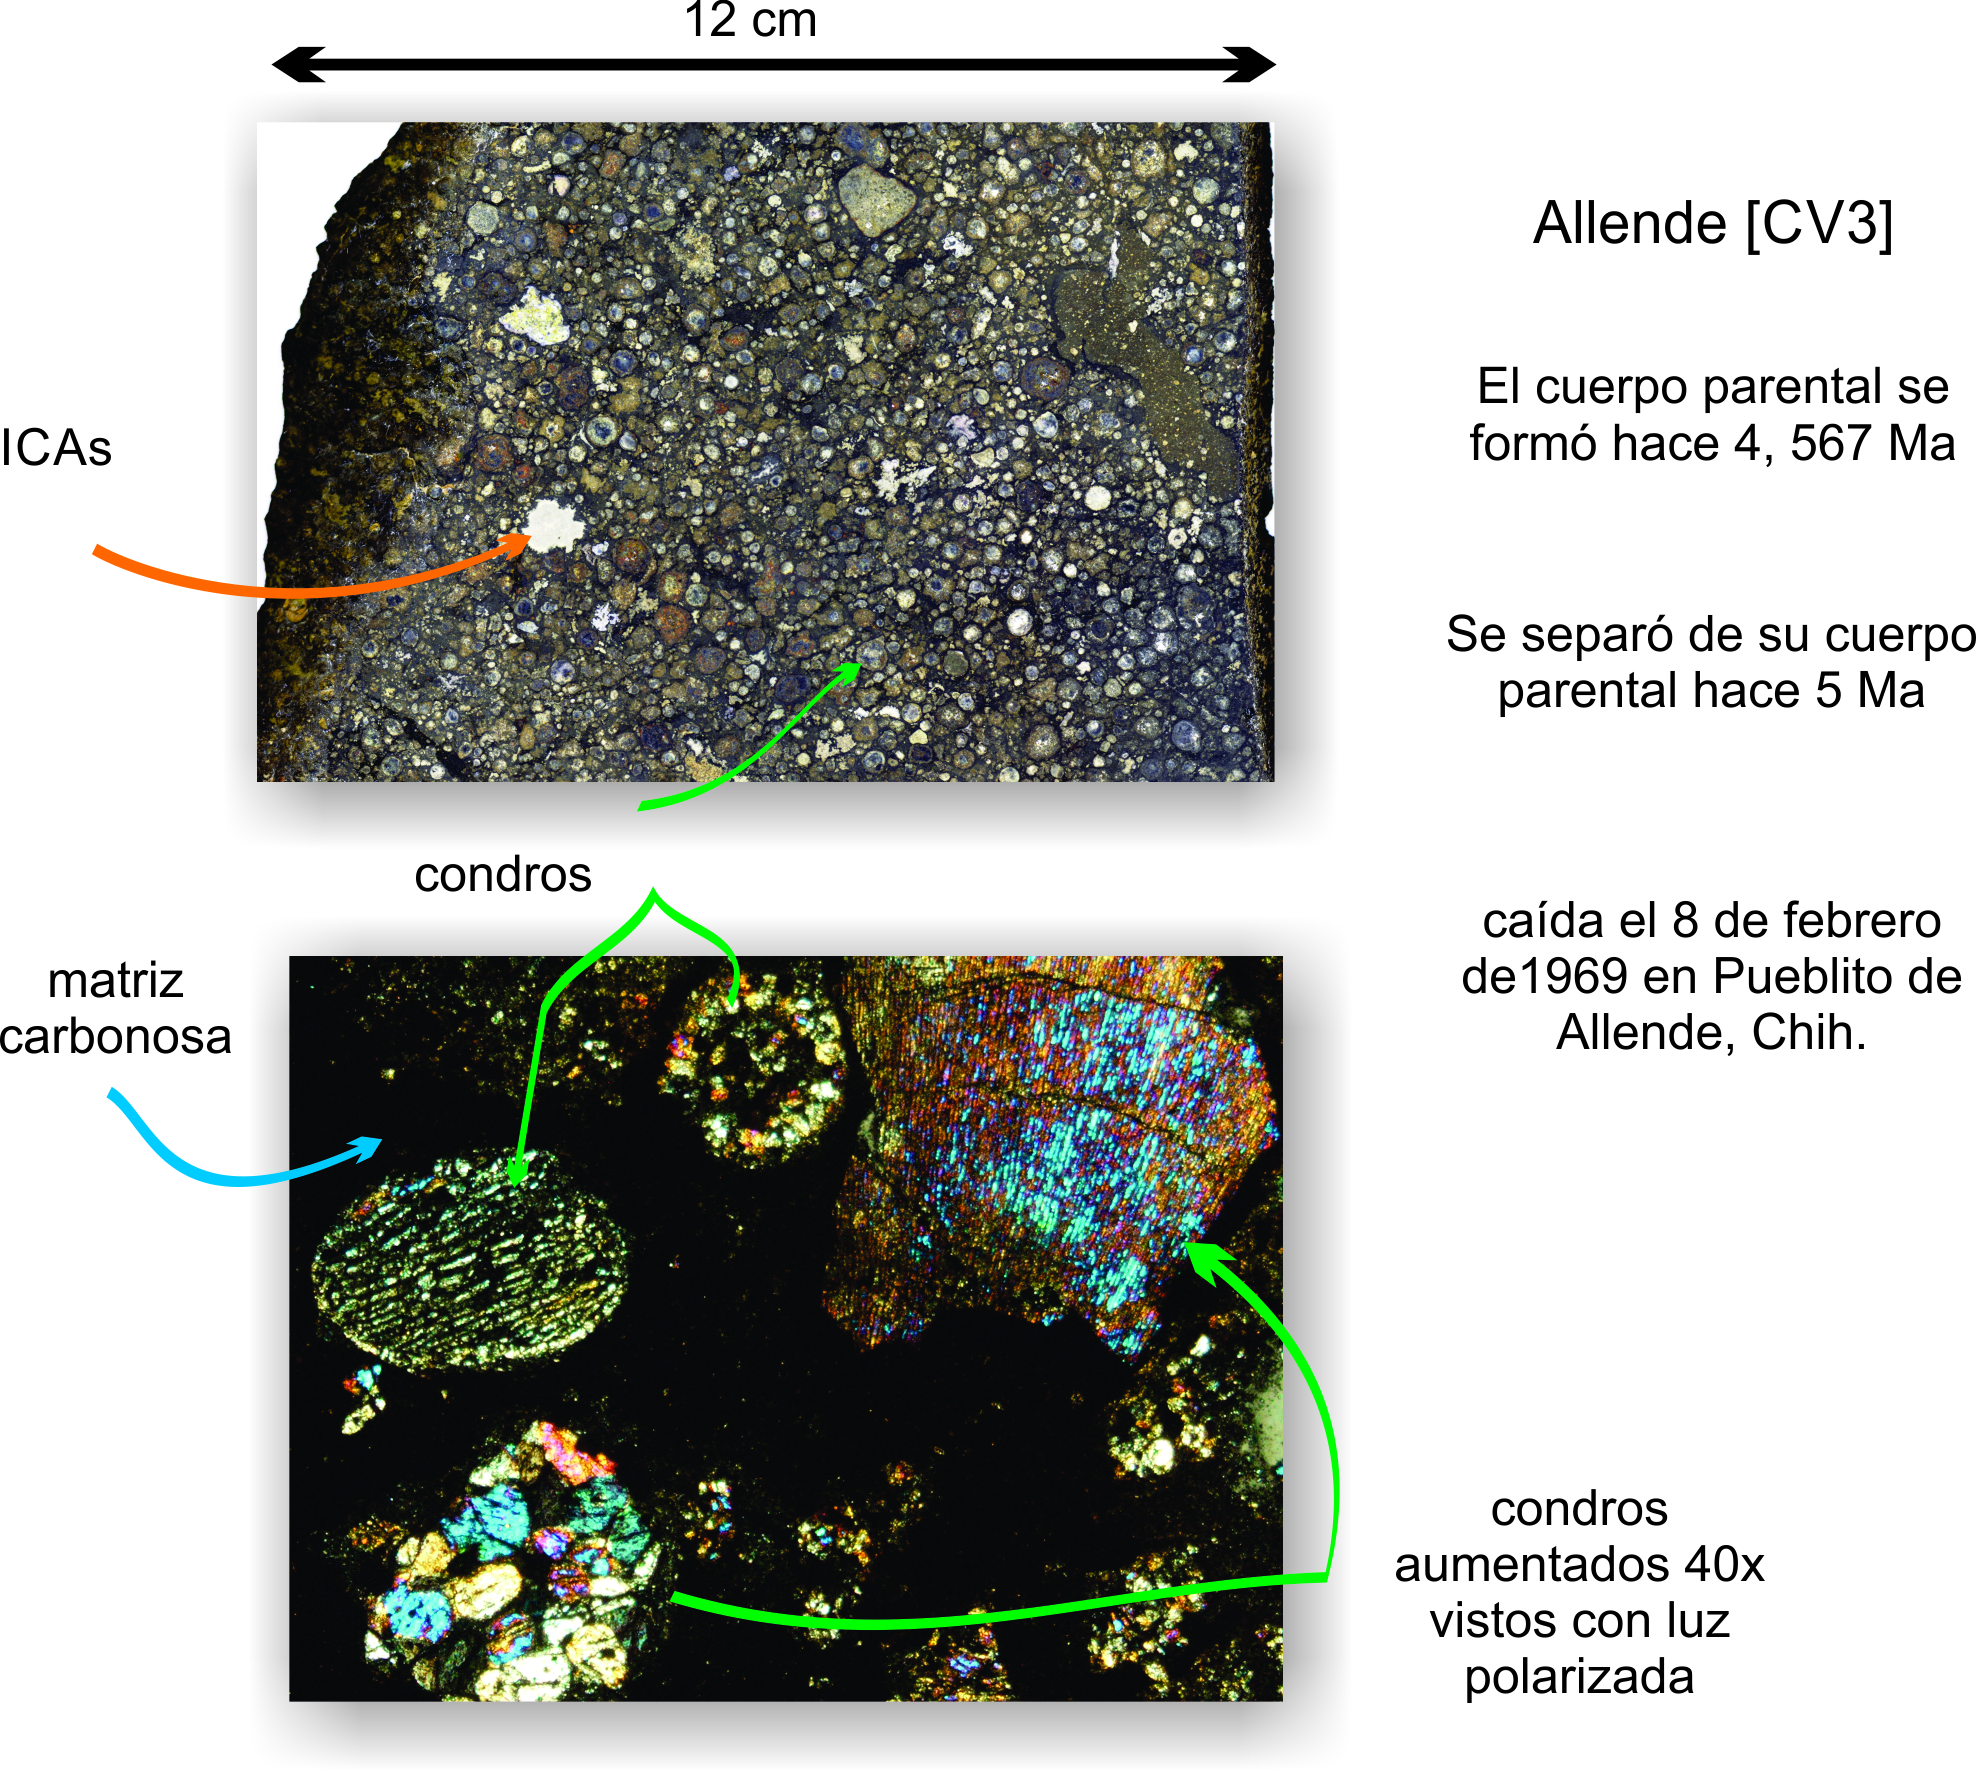 12 cm
Allende [CV3]
El cuerpo parental se
formó hace 4, 567 Ma
ICAs
Se separó de su cuerpo
parental hace 5 Ma
condros
caída el 8 de febrero
de1969 en Pueblito de
Allende, Chih.
matriz
carbonosa
condros
aumentados 40x
vistos con luz
polarizada